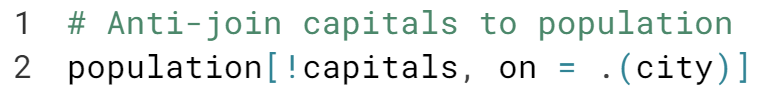 1 # Anti-join capitals to population
2 population[!capitals, on = .(city)]